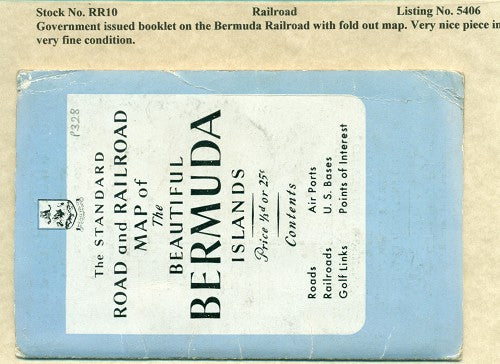 Stock No. RR10 Railroad Listing No. 5406
Government issued booklet on the Bermuda Railroad with fold out map. Very nice piece in
very fine condition.
P328
The STANDARD
ROAD and RAILROAD
MAP of
The
BEAUTIFUL
BERMUDA
ISLANDS
Price ½d or 25¢
Contents
Roads Air Ports
Railroads U.S. Bases
Golf Links Points of Interest